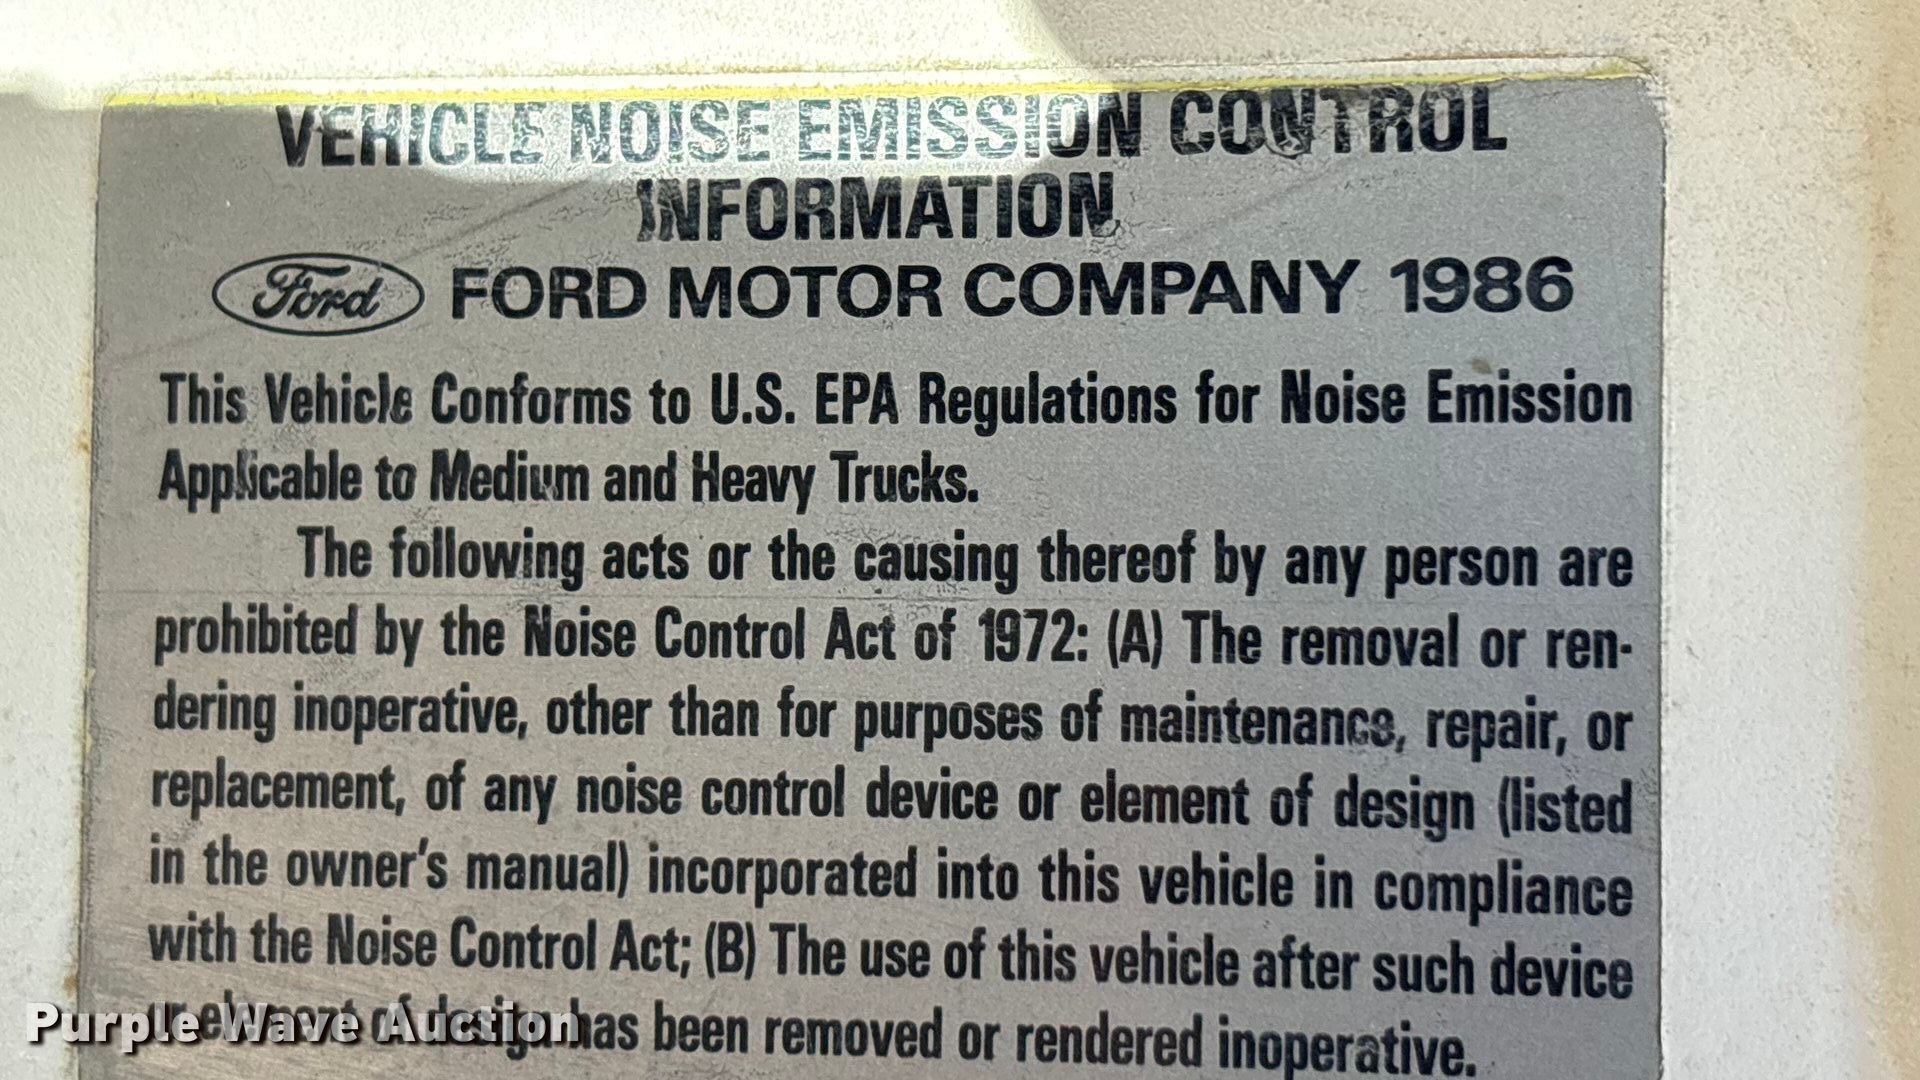 VEHICLE NOISE EMISSION CONTROL
INFORMATION
Ford FORD MOTOR COMPANY 1986
This Vehicle Conforms to U.S. EPA Regulations for Noise Emission
Applicable to Medium and Heavy Trucks.
The following acts or the causing thereof by any person are
prohibited by the Noise Control Act of 1972: (A) The removal or ren-
dering inoperative, other than for purposes of maintenance, repair, or
replacement, of any noise control device or element of design (listed
in the owner's manual) incorporated into this vehicle in compliance
with the Noise Control Act; (B) The use of this vehicle after such device
or element of design has been removed or rendered inoperative.
Purple Wave Auction